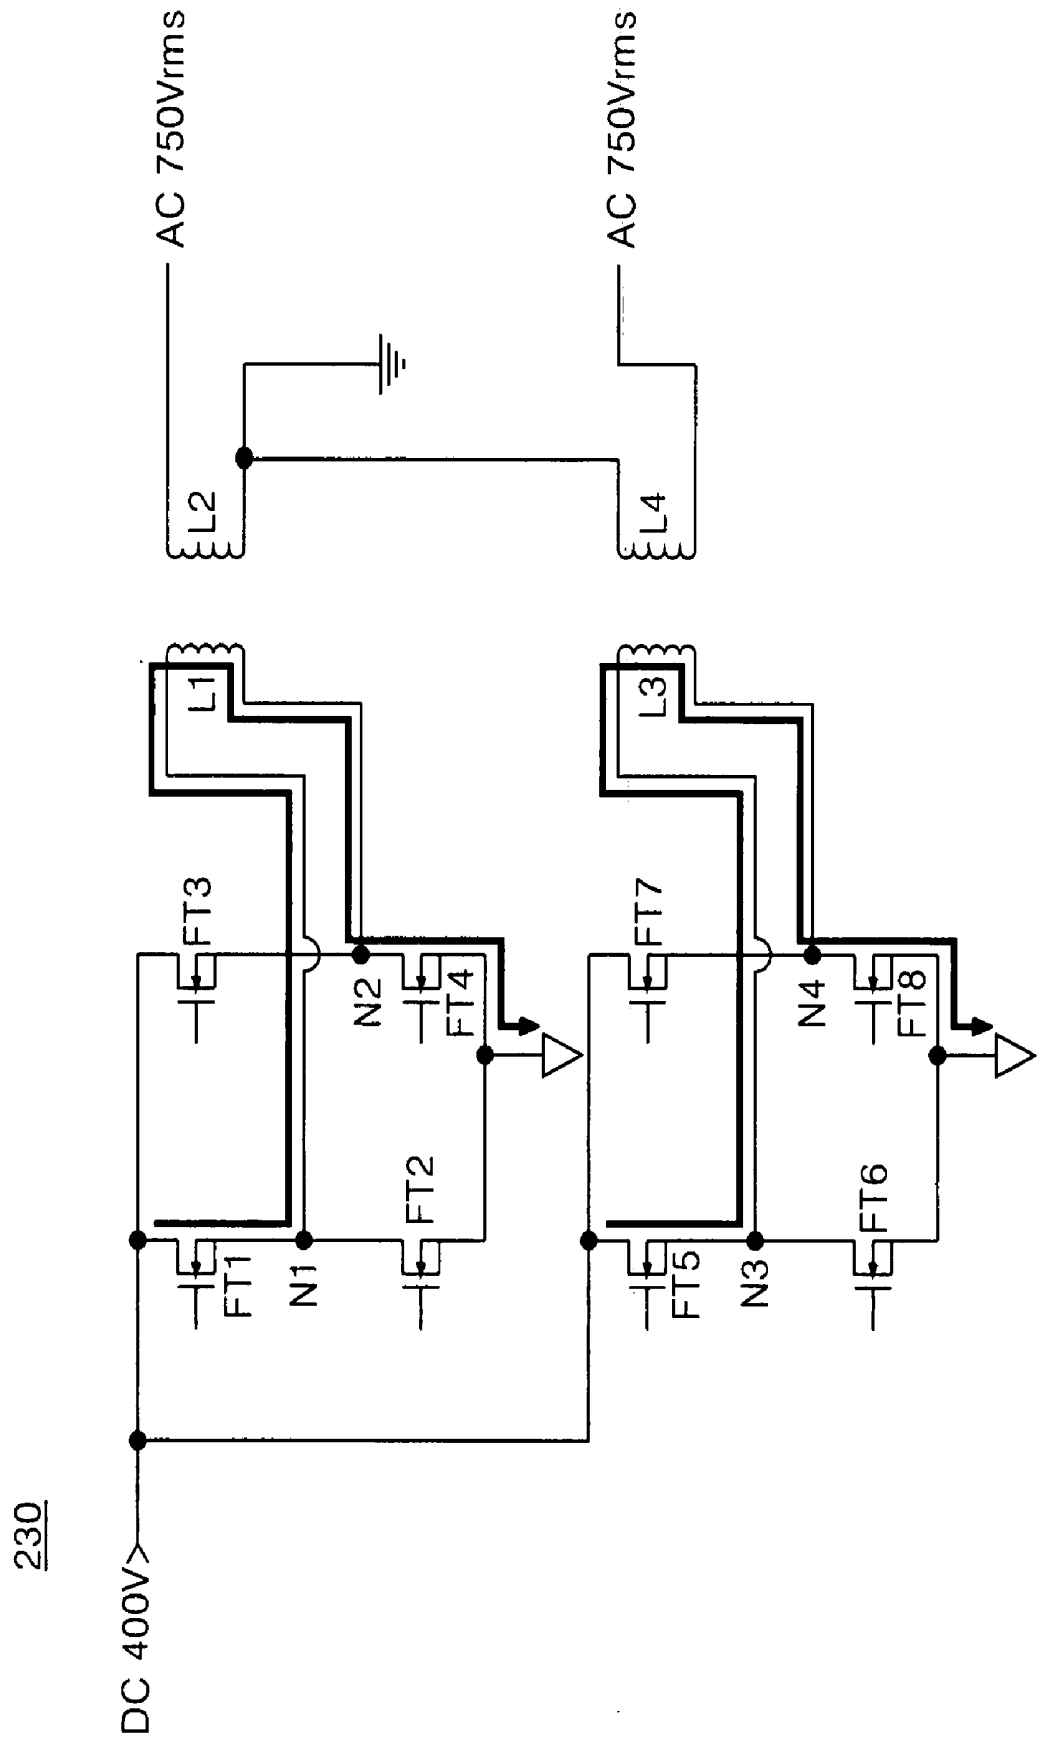 230
DC 400V
FT1
FT3
N1
N2
FT2
FT4
L1
L2
AC 750Vrms
FT5
FT7
N3
N4
FT6
FT8
L3
L4
AC 750Vrms